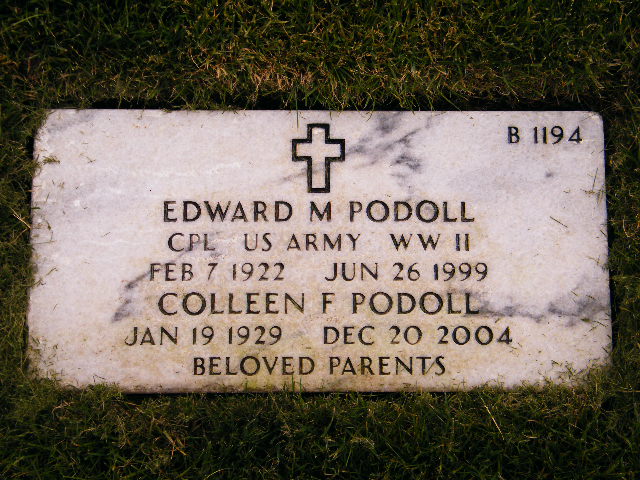 B 1194
EDWARD M PODOLL
CPL US ARMY WW II
FEB 7 1922 JUN 26 1999
COLLEEN F PODOLL
JAN 19 1929 DEC 20 2004
BELOVED PARENTS